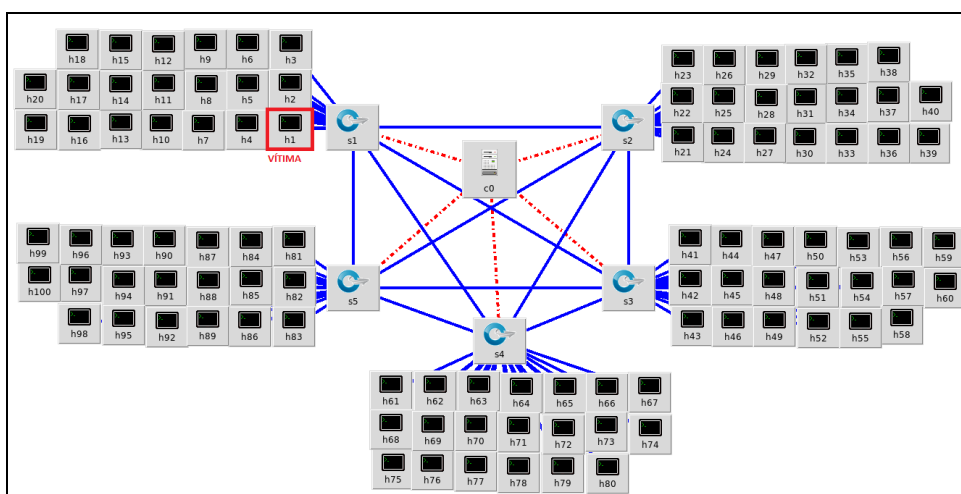 h18 h15 h12 h9 h6 h3
h20 h17 h14 h11 h8 h5 h2
h19 h16 h13 h10 h7 h4 h1
VÍTIMA
s1
s2
c0
h23 h26 h29 h32 h35 h38
h22 h25 h28 h31 h34 h37 h40
h21 h24 h27 h30 h33 h36 h39
h99 h96 h93 h90 h87 h84 h81
h100 h97 h94 h91 h88 h85 h82
h98 h95 h92 h89 h86 h83
s5
s3
h41 h44 h47 h50 h53 h56 h59
h42 h45 h48 h51 h54 h57 h60
h43 h46 h49 h52 h55 h58
s4
h61 h62 h63 h64 h65 h66 h67
h68 h69 h70 h71 h72 h73 h74
h75 h76 h77 h78 h79 h80